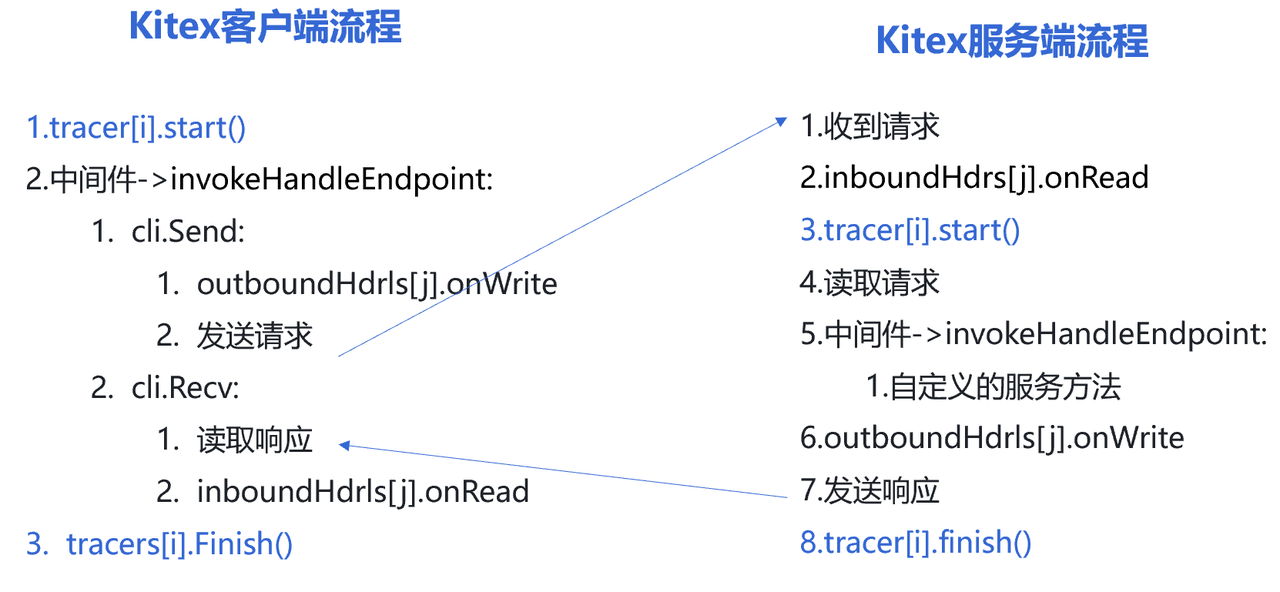 Kitex客户端流程
1.tracer[i].start()
2.中间件->invokeHandleEndpoint:
1. cli.Send:
1. outboundHdrls[j].onWrite
2. 发送请求
2. cli.Recv:
1. 读取响应
2. inboundHdrls[j].onRead
3. tracers[i].Finish()
Kitex服务端流程
1.收到请求
2.inboundHdrs[j].onRead
3.tracer[i].start()
4.读取请求
5.中间件->invokeHandleEndpoint:
1.自定义的服务方法
6.outboundHdrls[j].onWrite
7.发送响应
8.tracer[i].finish()